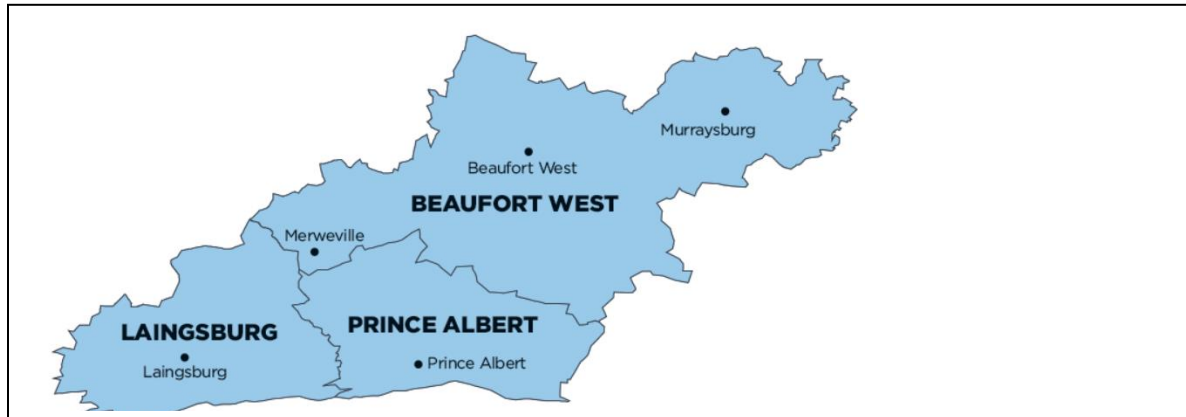 Murraysburg
Beaufort West
BEAUFORT WEST
Merweville
LAINGSBURG
PRINCE ALBERT
Laingsburg
Prince Albert